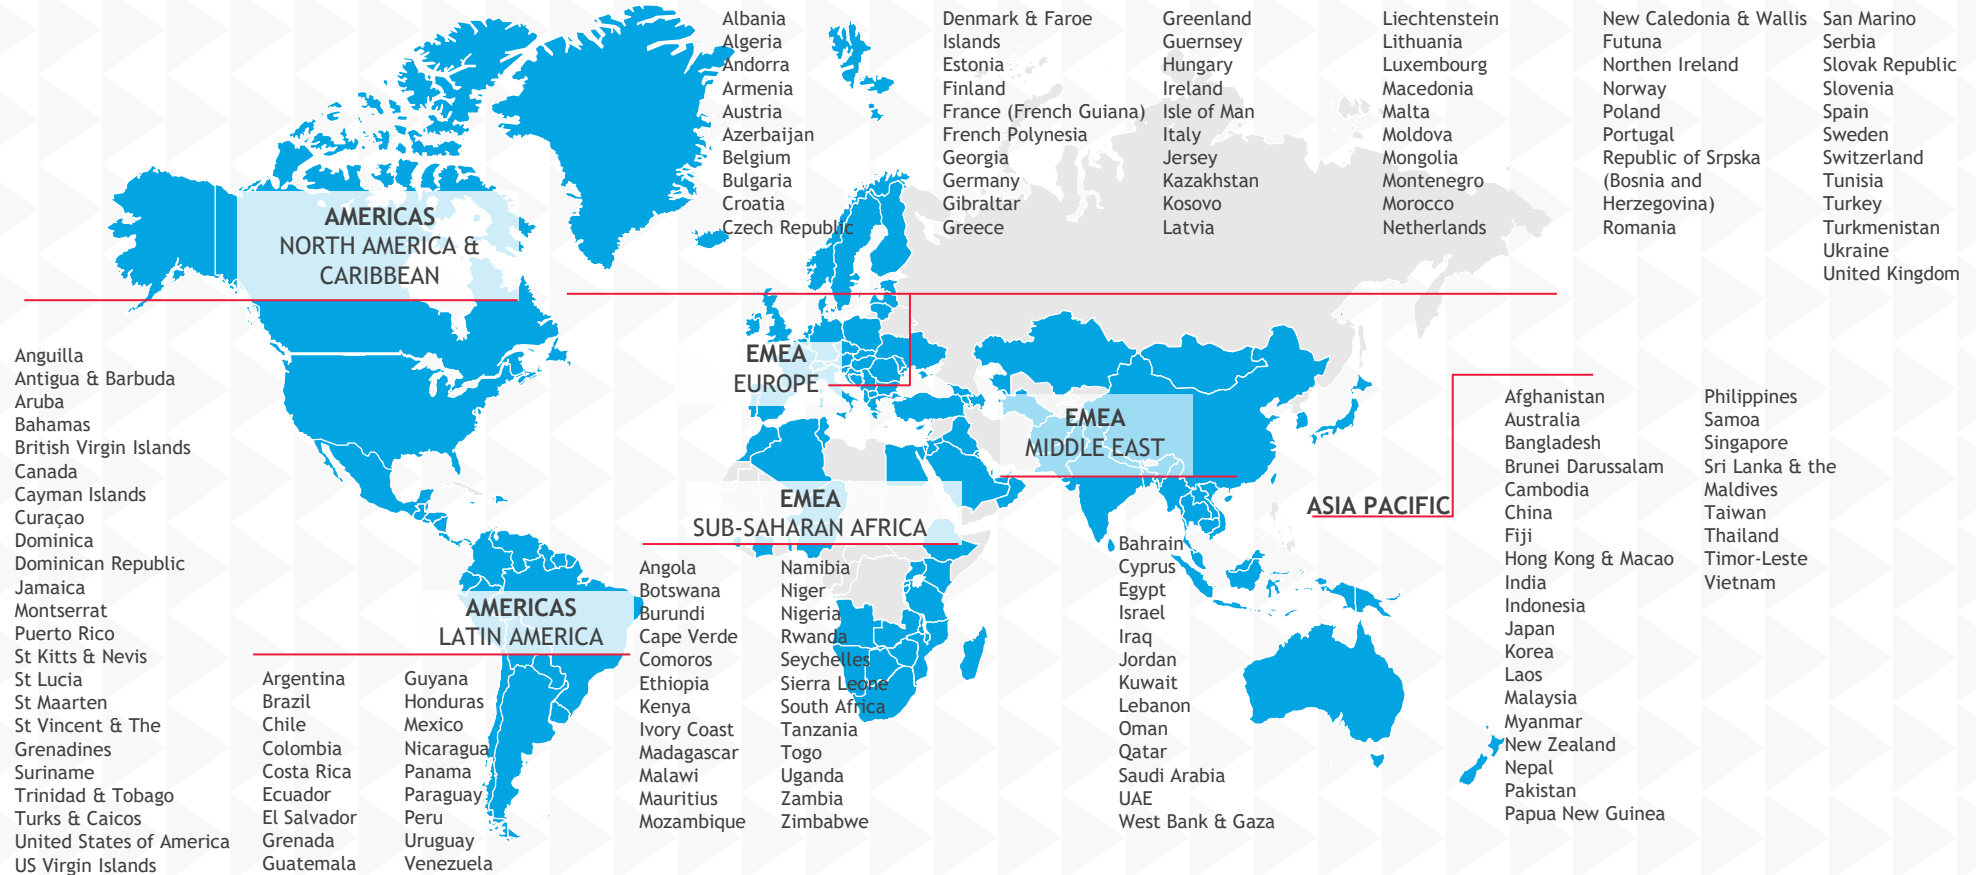 AMERICAS
NORTH AMERICA &
CARIBBEAN
Anguilla
Antigua & Barbuda
Aruba
Bahamas
British Virgin Islands
Canada
Cayman Islands
Curaçao
Dominica
Dominican Republic
Jamaica
Montserrat
Puerto Rico
St Kitts & Nevis
St Lucia
St Maarten
St Vincent & The
Grenadines
Suriname
Trinidad & Tobago
Turks & Caicos
United States of America
US Virgin Islands
AMERICAS
LATIN AMERICA
Argentina
Brazil
Chile
Colombia
Costa Rica
Ecuador
El Salvador
Grenada
Guatemala
Guyana
Honduras
Mexico
Nicaragua
Panama
Paraguay
Peru
Uruguay
Venezuela
EMEA
EUROPE
Albania
Algeria
Andorra
Armenia
Austria
Azerbaijan
Belgium
Bulgaria
Croatia
Czech Republic
Denmark & Faroe
Islands
Estonia
Finland
France (French Guiana)
French Polynesia
Georgia
Germany
Gibraltar
Greece
Greenland
Guernsey
Hungary
Ireland
Isle of Man
Italy
Jersey
Kazakhstan
Kosovo
Latvia
Liechtenstein
Lithuania
Luxembourg
Macedonia
Malta
Moldova
Mongolia
Montenegro
Morocco
Netherlands
New Caledonia & Wallis
Futuna
Northen Ireland
Norway
Poland
Portugal
Republic of Srpska
(Bosnia and
Herzegovina)
Romania
San Marino
Serbia
Slovak Republic
Slovenia
Spain
Sweden
Switzerland
Tunisia
Turkey
Turkmenistan
Ukraine
United Kingdom
EMEA
SUB-SAHARAN AFRICA
Angola
Botswana
Burundi
Cape Verde
Comoros
Ethiopia
Kenya
Ivory Coast
Madagascar
Malawi
Mauritius
Mozambique
Namibia
Niger
Nigeria
Rwanda
Seychelles
Sierra Leone
South Africa
Tanzania
Togo
Uganda
Zambia
Zimbabwe
EMEA
MIDDLE EAST
Bahrain
Cyprus
Egypt
Israel
Iraq
Jordan
Kuwait
Lebanon
Oman
Qatar
Saudi Arabia
UAE
West Bank & Gaza
ASIA PACIFIC
Afghanistan
Australia
Bangladesh
Brunei Darussalam
Cambodia
China
Fiji
Hong Kong & Macao
India
Indonesia
Japan
Korea
Laos
Malaysia
Myanmar
New Zealand
Nepal
Pakistan
Papua New Guinea
Philippines
Samoa
Singapore
Sri Lanka & the
Maldives
Taiwan
Thailand
Timor-Leste
Vietnam